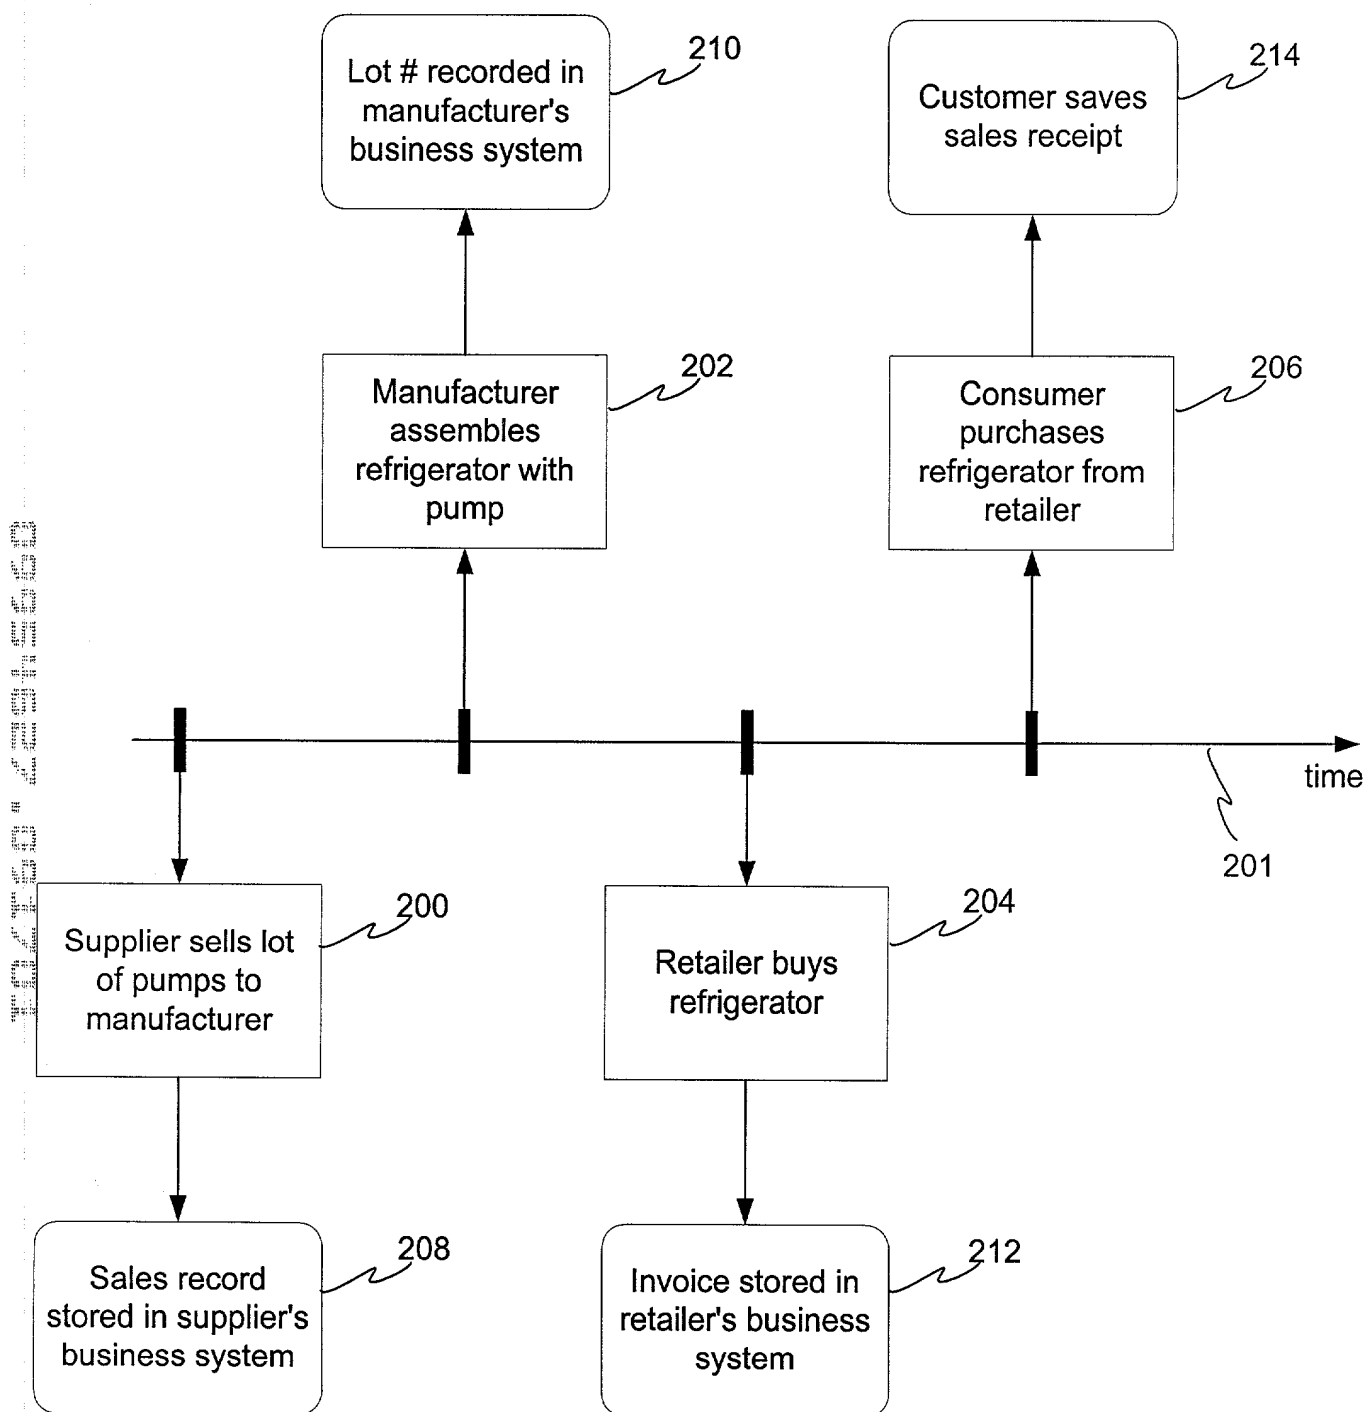 Lot # recorded in
manufacturer's
business system
210
Customer saves
sales receipt
214
Manufacturer
assembles
refrigerator with
pump
202
Consumer
purchases
refrigerator from
retailer
206
time
201
Supplier sells lot
of pumps to
manufacturer
200
Retailer buys
refrigerator
204
Sales record
stored in supplier's
business system
208
Invoice stored in
retailer's business
system
212